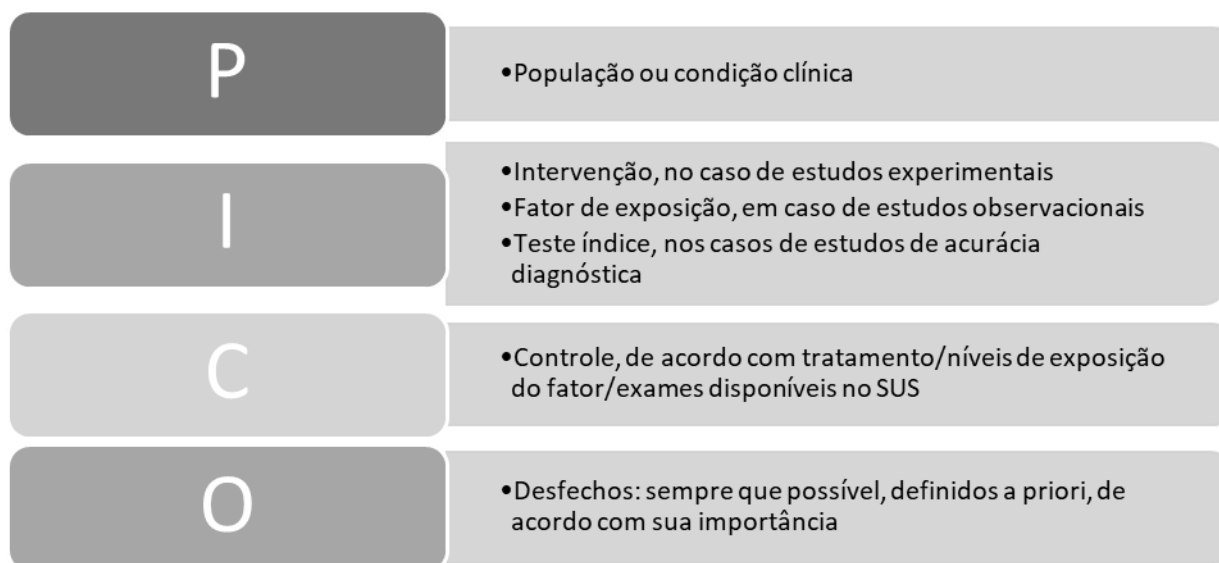 P
•População ou condição clínica
I
•Intervenção, no caso de estudos experimentais
•Fator de exposição, em caso de estudos observacionais
•Teste índice, nos casos de estudos de acurácia
diagnóstica
C
•Controle, de acordo com tratamento/níveis de exposição
do fator/exames disponíveis no SUS
O
•Desfechos: sempre que possível, definidos a priori, de
acordo com sua importância